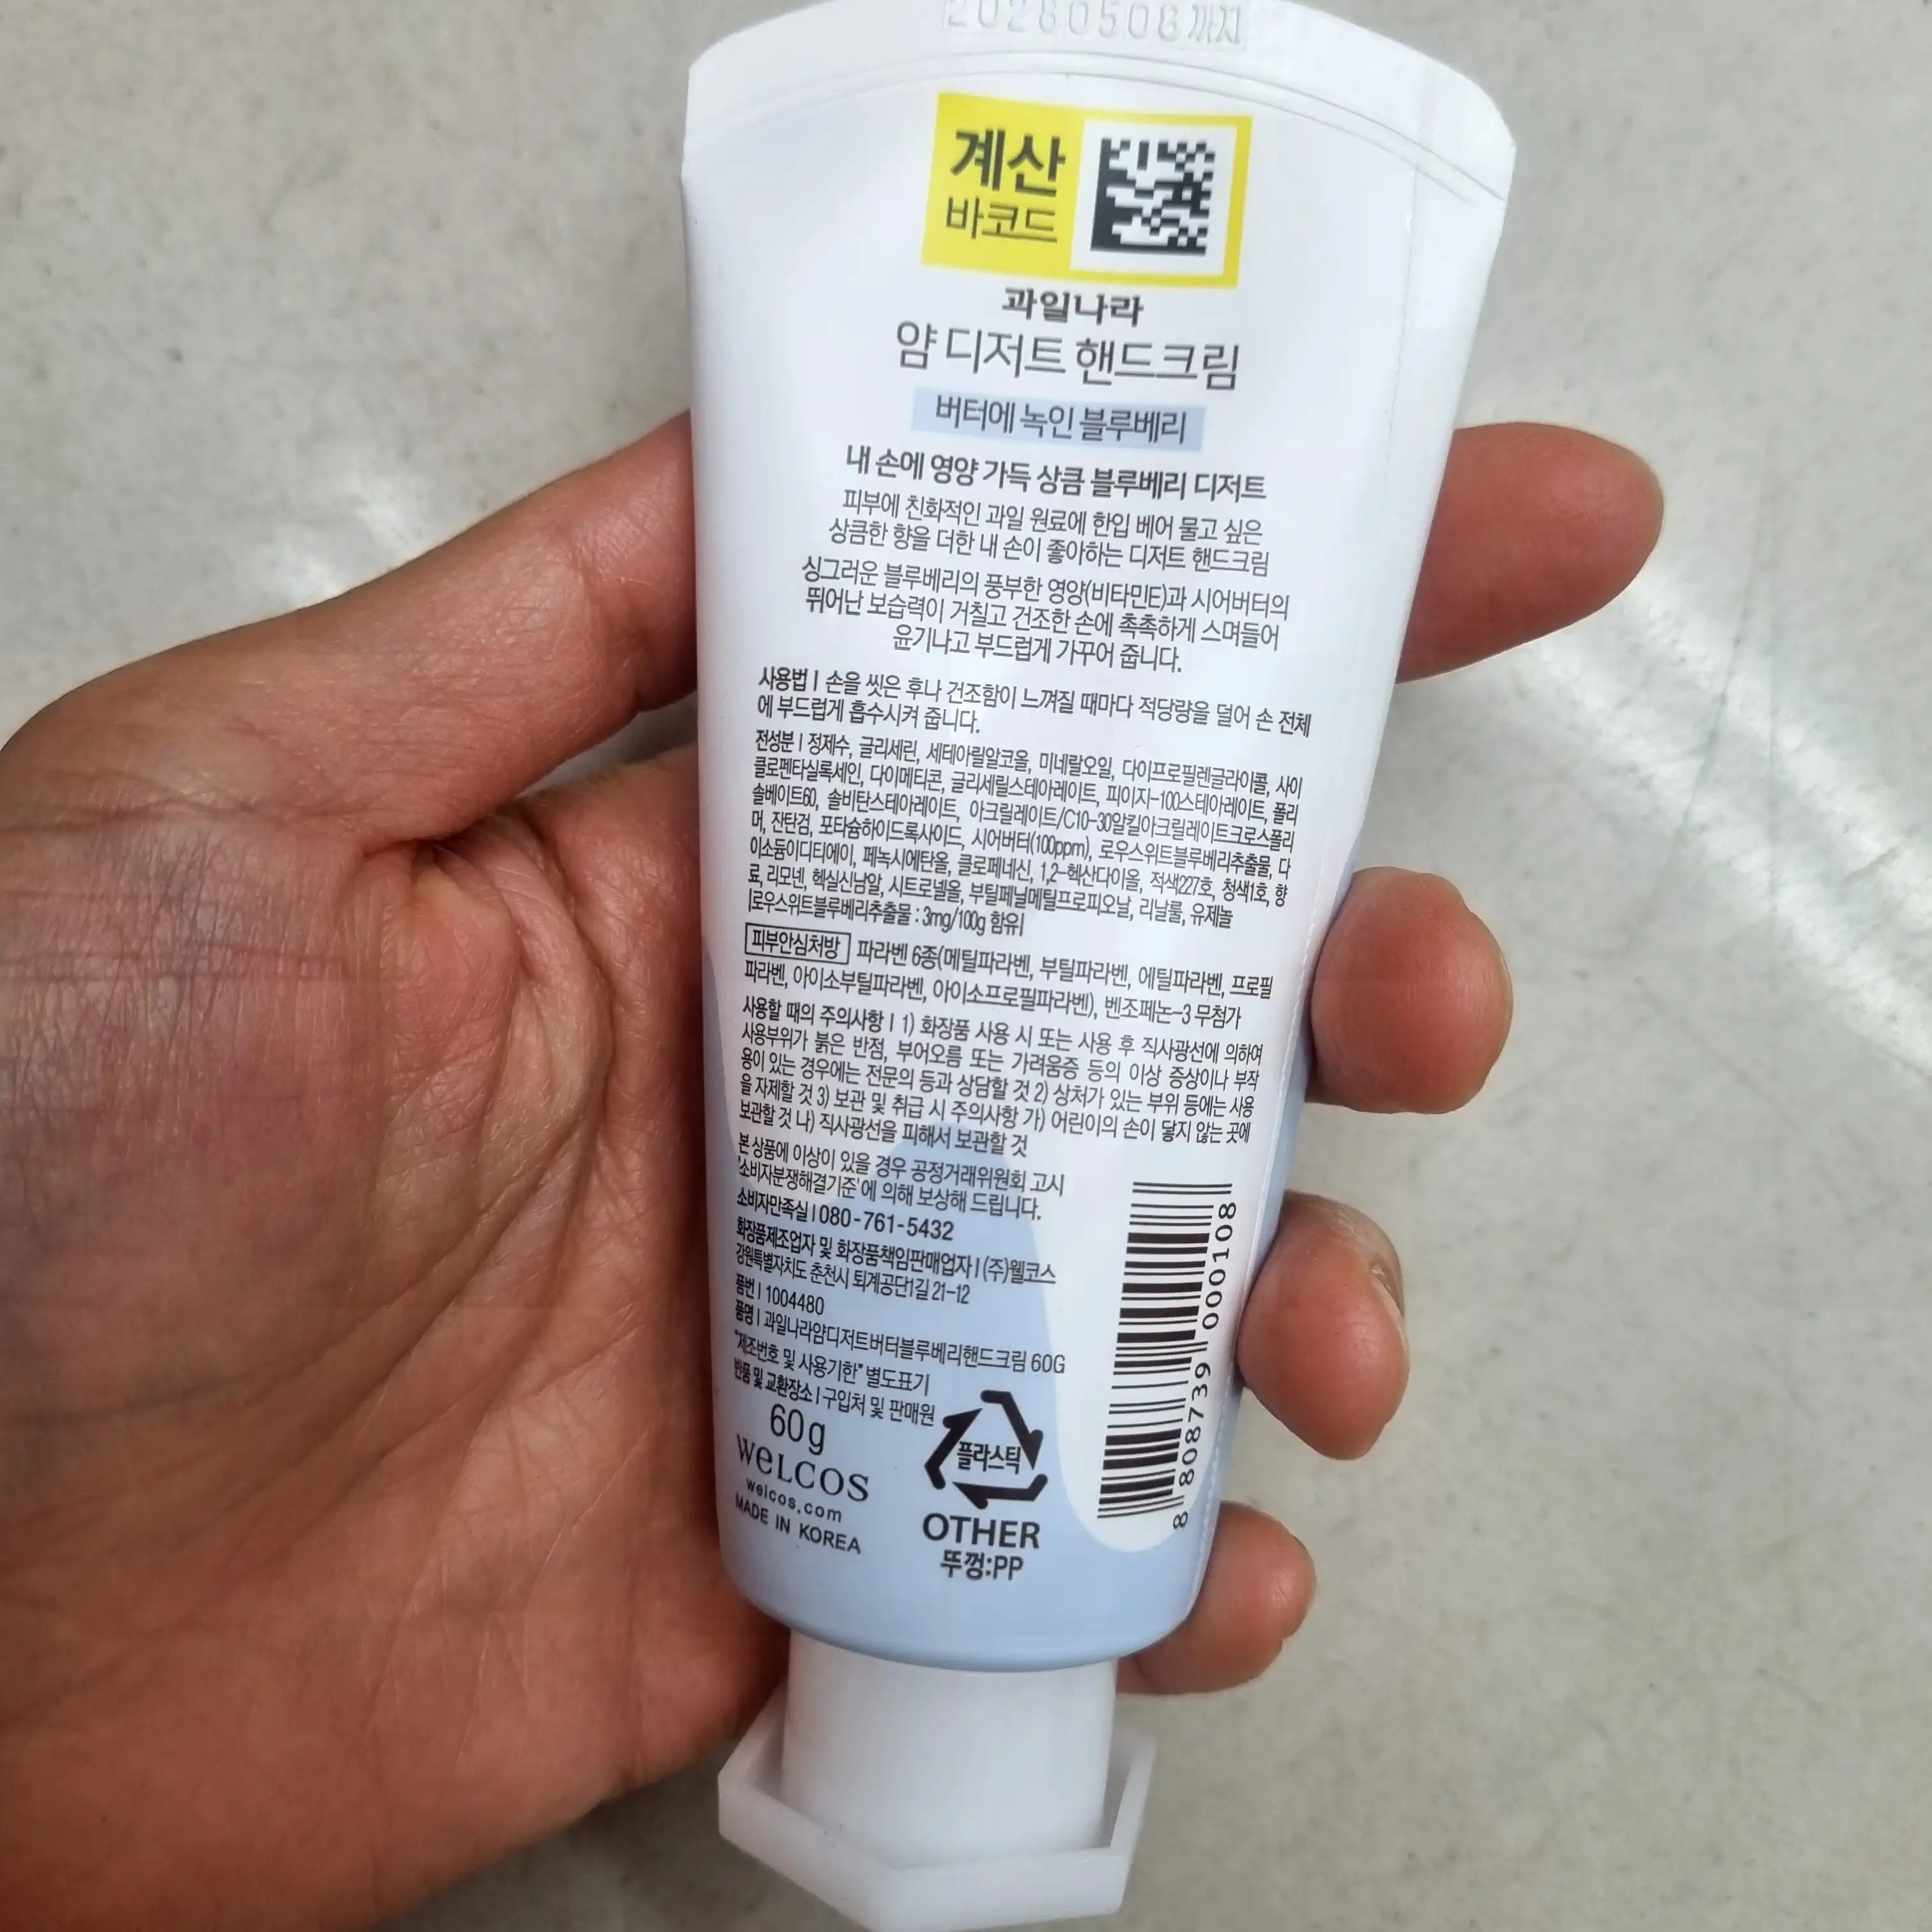 20280506까지
계산
바코드
과일나라
얌 디저트 핸드크림
버터에 녹인 블루베리
내 손에 영양 가득 상큼 블루베리 디저트
피부에 친화적인 과일 원료에 한입 베어 물고 싶은
상큼한 향을 더한 내 손이 좋아하는 디저트 핸드크림
싱그러운 블루베리의 풍부한 영양(비타민E)과 시어버터의
뛰어난 보습력이 거칠고 건조한 손에 촉촉하게 스며들어
윤기나고 부드럽게 가꾸어 줍니다.
사용법 | 손을 씻은 후나 건조함이 느껴질 때마다 적당량을 덜어 손 전체
에 부드럽게 흡수시켜 줍니다.
전성분 | 정제수, 글리세린, 세테아릴알코올, 미네랄오일, 다이프로필렌글라이콜, 사이
클로펜타실록세인, 다이메티콘, 글리세릴스테아레이트, 피이지-100스테아레이트, 폴리
솔베이트60, 솔비탄스테아레이트, 아크릴레이트/C10-30알킬아크릴레이트크로스폴리
머, 잔탄검, 포타슘하이드록사이드, 시어버터(100ppm), 로우스위트블루베리추출물, 다
이소듐이디티에이, 페녹시에탄올, 클로페네신, 1,2-헥산다이올, 적색227호, 청색1호, 향
료, 리모넨, 헥실신남알, 시트로넬올, 부틸페닐메틸프로피오날, 리날룰, 유제놀
|로우스위트블루베리추출물 : 3mg/100g 함유|
피부안심처방 파라벤 6종(메틸파라벤, 부틸파라벤, 에틸파라벤, 프로필
파라벤, 아이소부틸파라벤, 아이소프로필파라벤), 벤조페논-3 무첨가
사용할 때의 주의사항 | 1) 화장품 사용 시 또는 사용 후 직사광선에 의하여
사용부위가 붉은 반점, 부어오름 또는 가려움증 등의 이상 증상이나 부작
용이 있는 경우에는 전문의 등과 상담할 것 2) 상처가 있는 부위 등에는 사용
을 자제할 것 3) 보관 및 취급 시 주의사항 가) 어린이의 손이 닿지 않는 곳에
보관할 것 나) 직사광선을 피해서 보관할 것
본 상품에 이상이 있을 경우 공정거래위원회 고시
'소비자분쟁해결기준'에 의해 보상해 드립니다.
소비자만족실 | 080-761-5432
화장품제조업자 및 화장품책임판매업자 | (주)웰코스
강원특별자치도 춘천시 퇴계공단1길 21-12
품번 | 1004480
품명 | 과일나라얌디저트버터블루베리핸드크림 60G
"제조번호 및 사용기한" 별도표기
반품 및 교환장소 | 구입처 및 판매원
60g
WELCOS
welcos.com
MADE IN KOREA
플라스틱
OTHER
뚜껑:PP
8 808739 000108